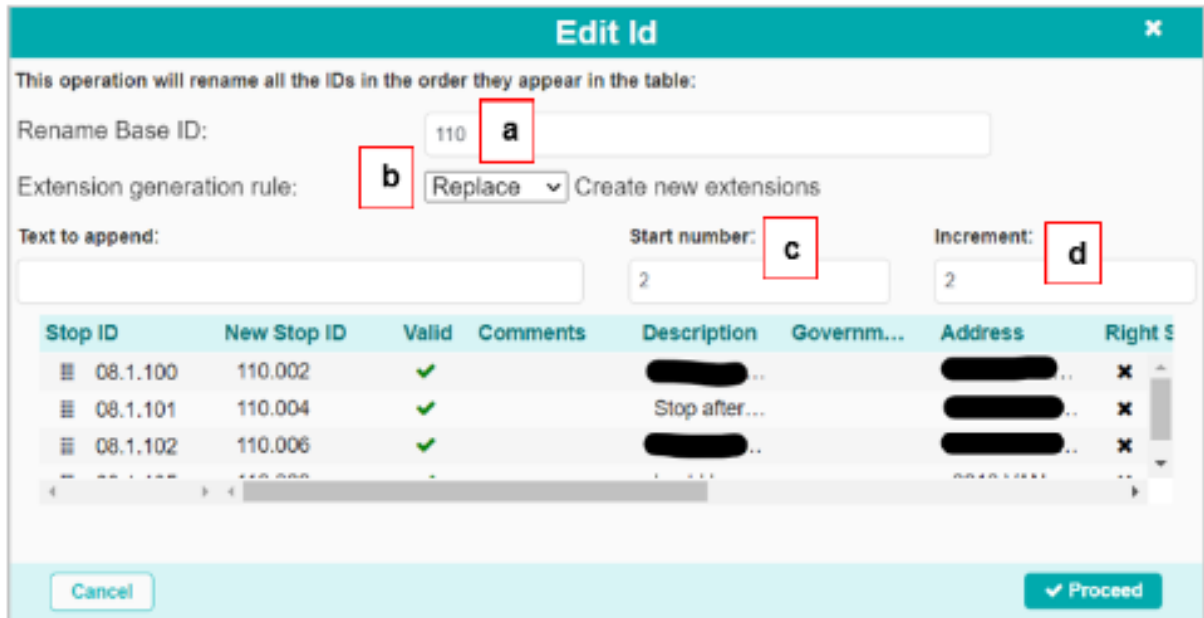 Edit Id ×
This operation will rename all the IDs in the order they appear in the table:
Rename Base ID: 110 a
Extension generation rule: b Replace Create new extensions
Text to append: Start number: c Increment: d
2 2
Stop ID New Stop ID Valid Comments Description Governm... Address Right S
08.1.100 110.002 ✔ ... ... ✖
08.1.101 110.004 ✔ Stop after... .. ✖
08.1.102 110.006 ✔ .. .. ✖
Cancel ✔ Proceed